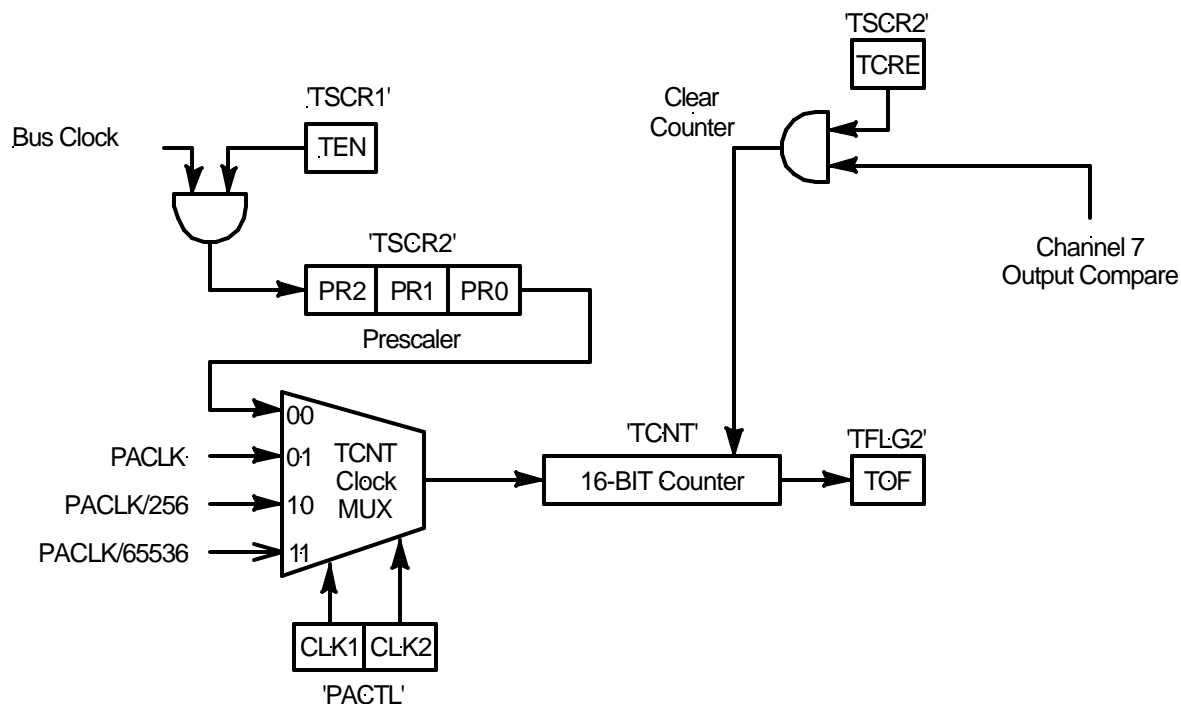 'TSCR2'
TCRE
Clear
Counter
'TSCR1'
TEN
Bus Clock
Channel 7
Output Compare
'TSCR2'
PR2 PR1 PR0
Prescaler
00
PACLK 01
PACLK/256 10
PACLK/65536 11
TCNT
Clock
MUX
'TCNT'
16-BIT Counter
'TFLG2'
TOF
CLK1 CLK2
'PACTL'